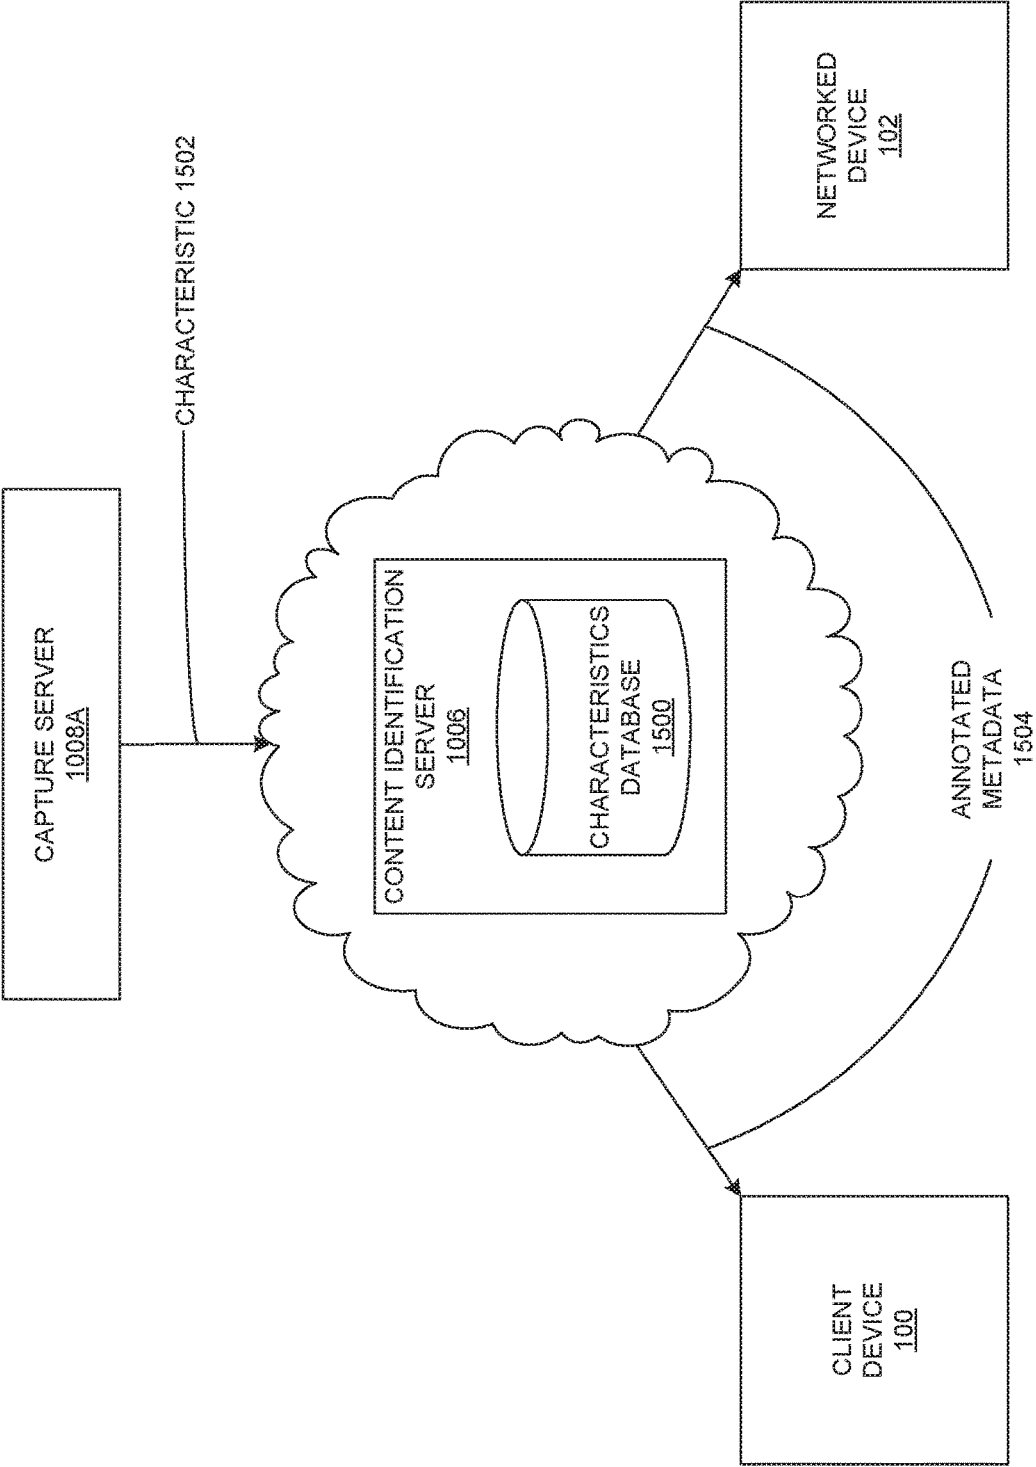 CAPTURE SERVER
1008A
CHARACTERISTIC 1502
CONTENT IDENTIFICATION
SERVER
1006
CHARACTERISTICS
DATABASE
1500
CLIENT
DEVICE
100
NETWORKED
DEVICE
102
ANNOTATED
METADATA
1504